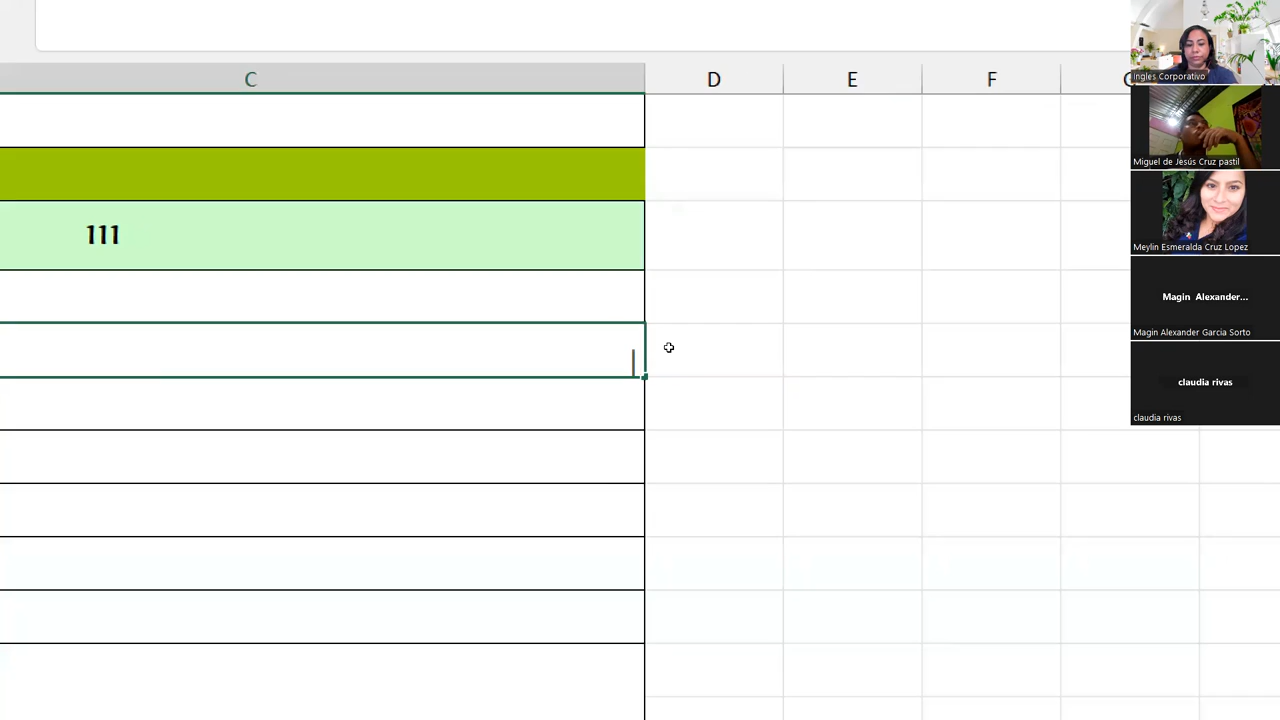 C D E F
111
Ingles Corporativo
Miguel de Jesús Cruz pastil
Meylin Esmeralda Cruz Lopez
Magin Alexander...
Magin Alexander Garcia Sorto
claudia rivas
claudia rivas